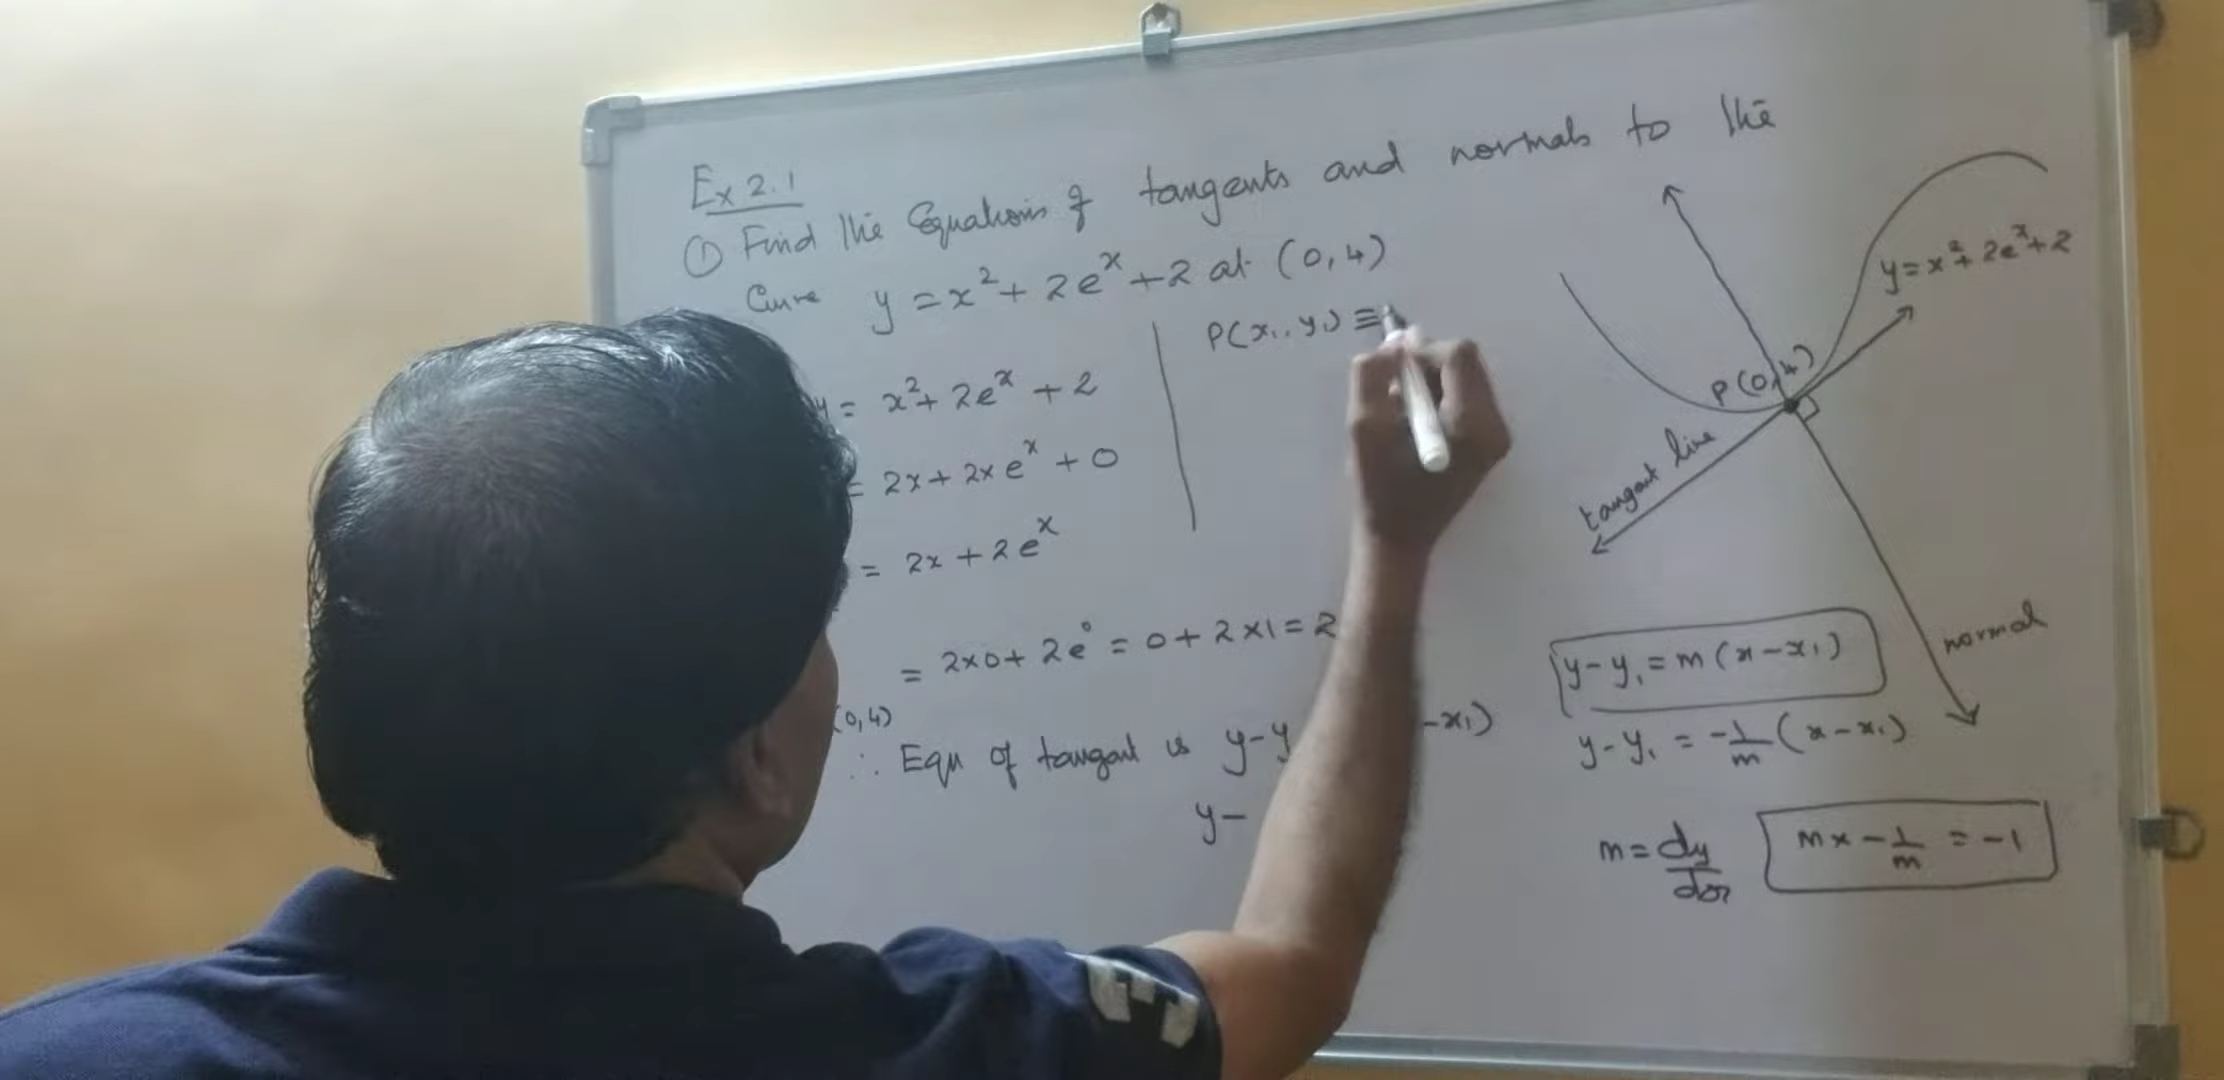 Ex 2.1
① Find the Equations of tangents and normals to the
Curve y = x² + 2eˣ + 2 at (0,4)
y = x² + 2eˣ + 2
= 2x + 2×eˣ + 0
= 2x + 2eˣ
= 2×0 + 2e⁰ = 0 + 2×1 = 2
(0,4)
∴ Equ of tangent is y-y -x₁)
y-
P(x₁, y₁) ≡
y = x² + 2eˣ + 2
P(0,4)
tangent line
normal
y-y₁ = m(x-x₁)
y-y₁ = -1/m (x-x₁)
m = dy/dx
m × -1/m = -1